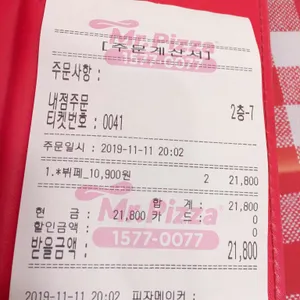 Mr. Pizza
[주문계산서]
1577-0077
주문사항 :
내점주문 2층-7
티켓번호 : 0041
주문일시 : 2019-11-11 20:02
1.*뷔페_10,900원 2 21,800
합 계 : 21,800
Mr. Pizza
현 금 : 21,800 카 드 : 0
할인금액 : 0
받을금액 : 21,800
1577-0077
2019-11-11 20:02 피자메이커 :